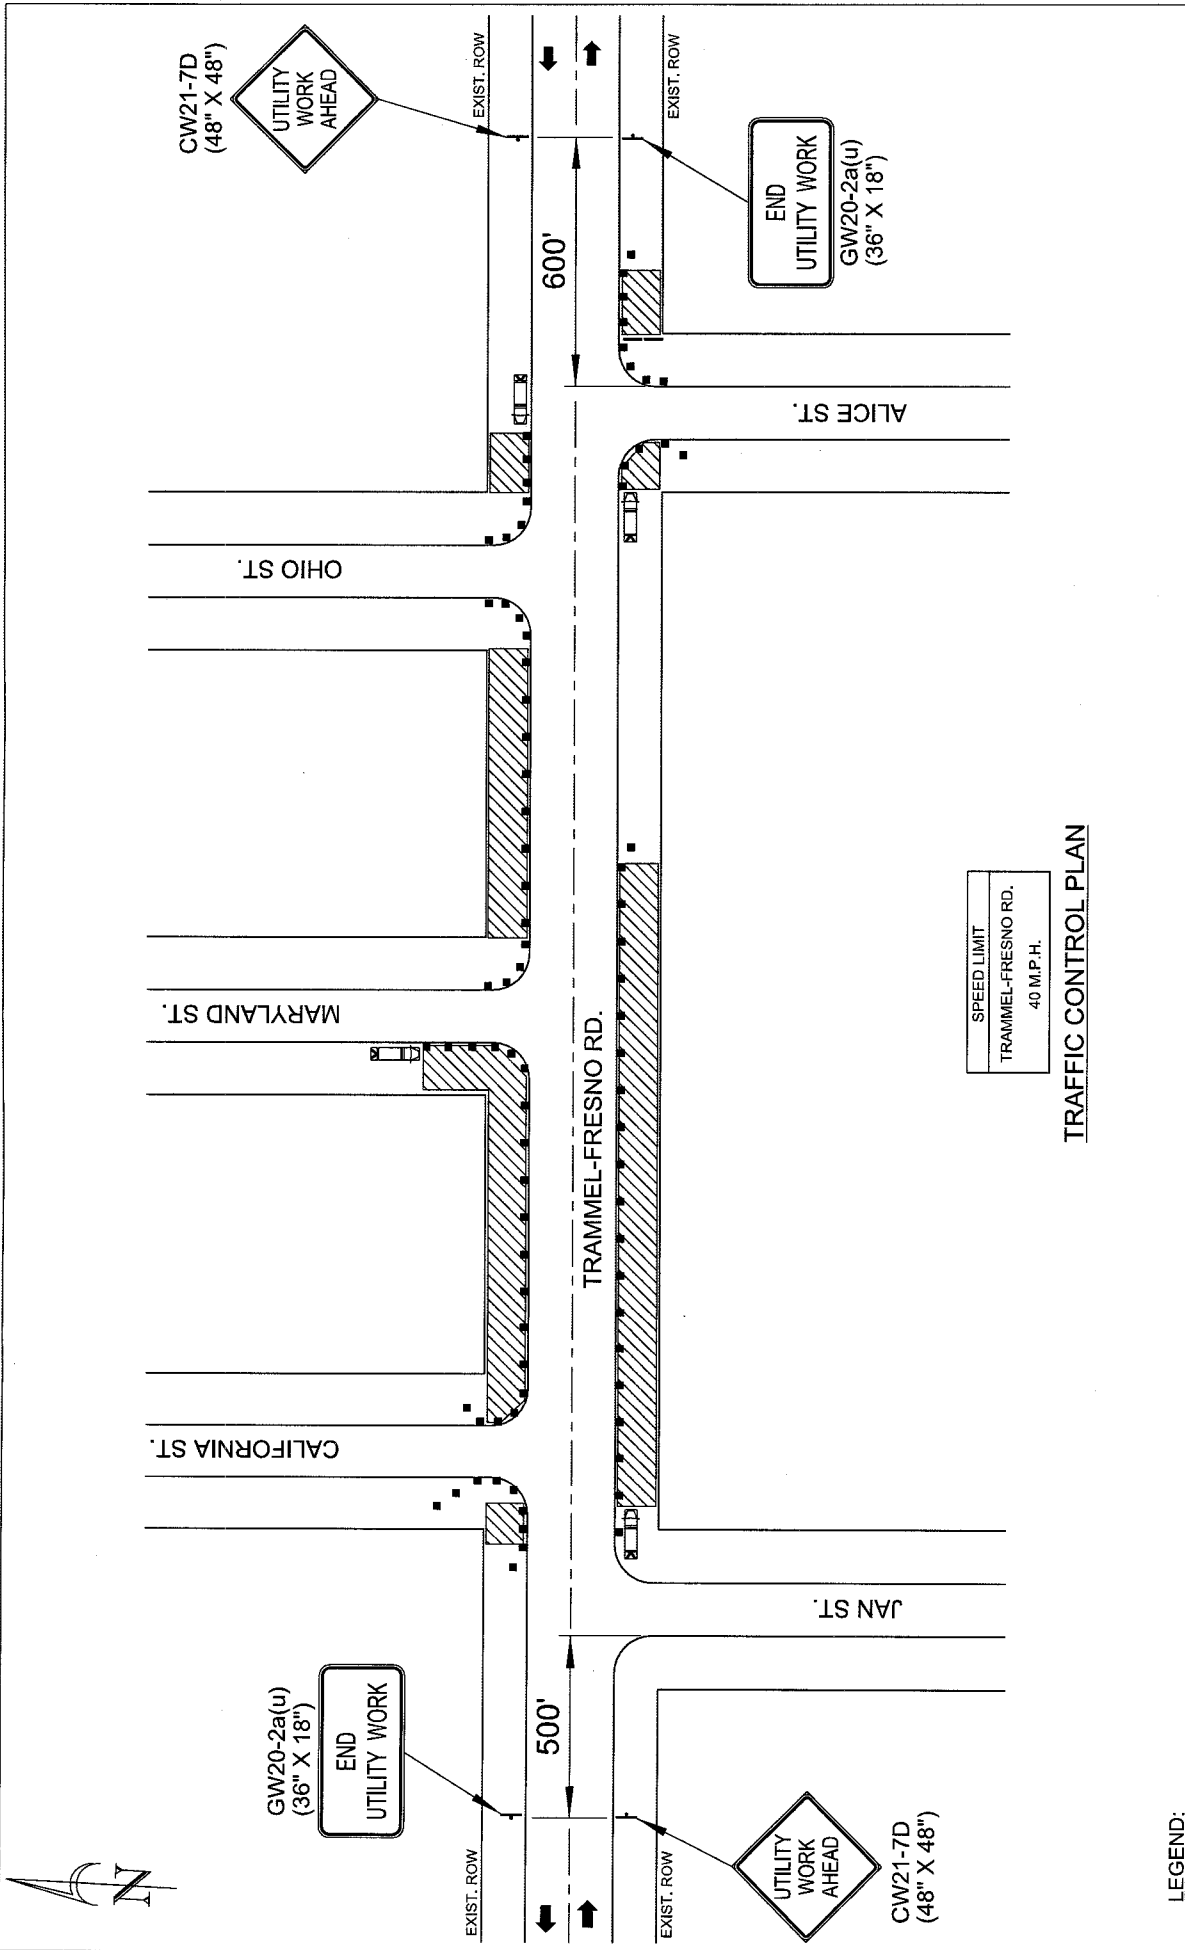 CW21-7D
(48" X 48")
UTILITY
WORK
AHEAD
EXIST. ROW
EXIST. ROW
END
UTILITY WORK
GW20-2a(u)
(36" X 18")
600'
ALICE ST.
OHIO ST.
MARYLAND ST.
TRAMMEL-FRESNO RD.
CALIFORNIA ST.
JAN ST.
500'
GW20-2a(u)
(36" X 18")
END
UTILITY WORK
EXIST. ROW
EXIST. ROW
UTILITY
WORK
AHEAD
CW21-7D
(48" X 48")
N
SPEED LIMIT
TRAMMEL-FRESNO RD.
40 M.P.H.
TRAFFIC CONTROL PLAN
LEGEND: